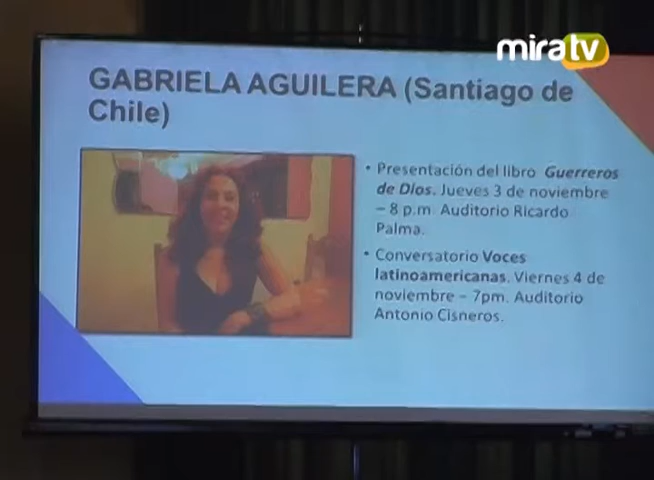 miratv
GABRIELA AGUILERA (Santiago de
Chile)
• Presentación del libro Guerreros
de Dios. Jueves 3 de noviembre
– 8 p.m. Auditorio Ricardo
Palma.
• Conversatorio Voces
latinoamericanas. Viernes 4 de
noviembre – 7pm. Auditorio
Antonio Cisneros.